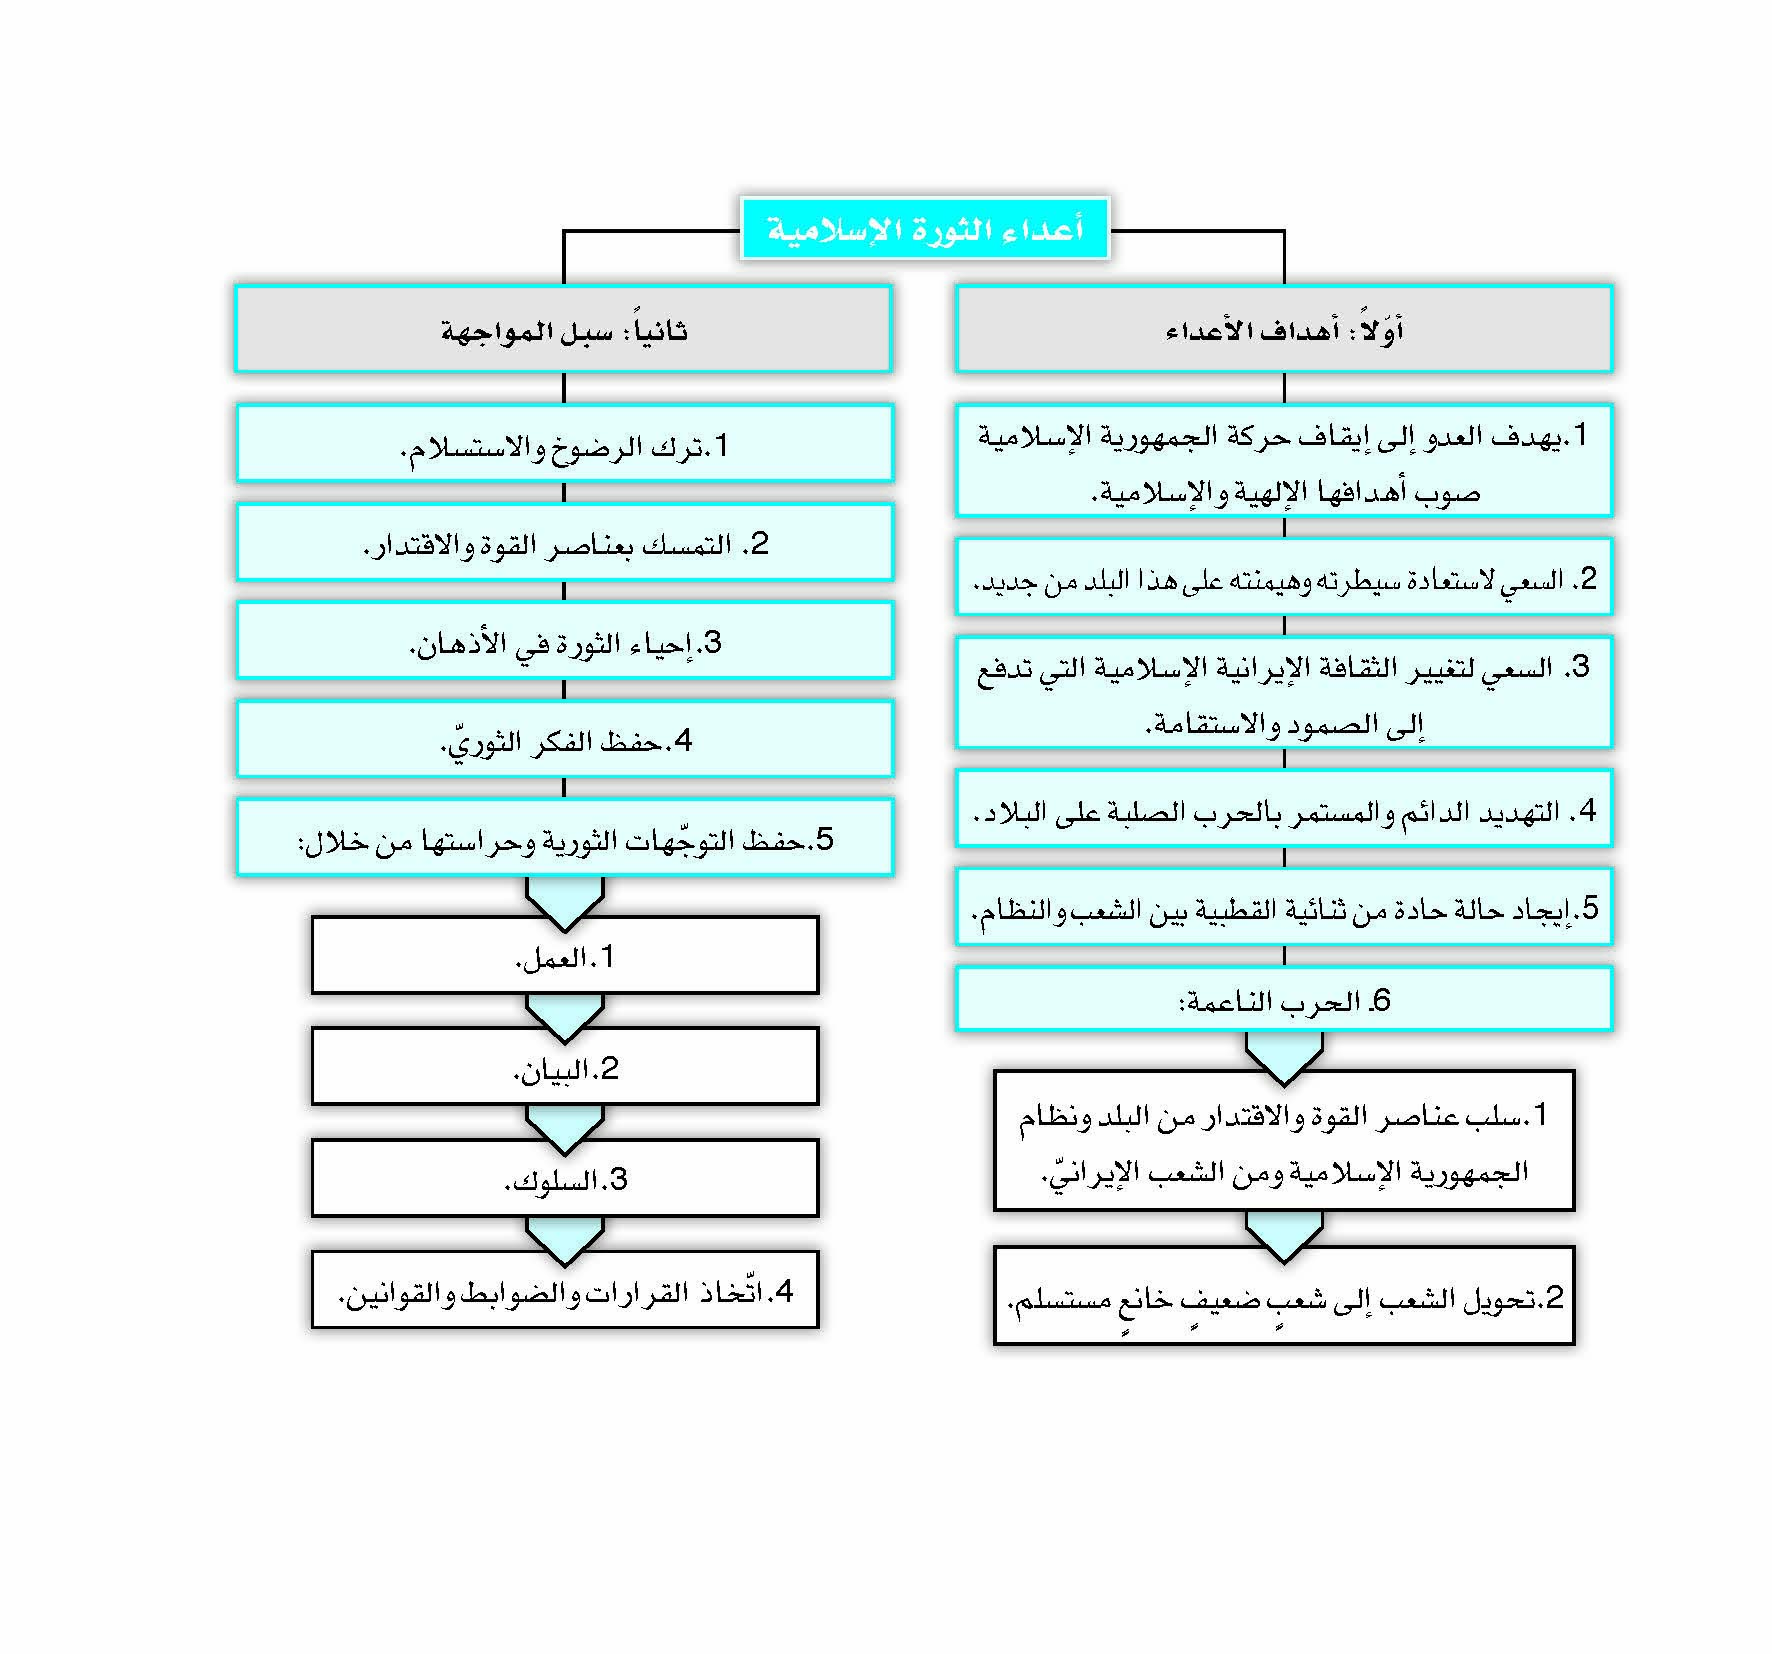 أعداء الثورة الإسلامية
أوّلاً: أهداف الأعداء
1.يهدف العدو إلى إيقاف حركة الجمهورية الإسلامية
صوب أهدافها الإلهية والإسلامية.
2. السعي لاستعادة سيطرته وهيمنته على هذا البلد من جديد.
3. السعي لتغيير الثقافة الإيرانية الإسلامية التي تدفع
إلى الصمود والاستقامة.
4. التهديد الدائم والمستمر بالحرب الصلبة على البلاد.
5.إيجاد حالة حادة من ثنائية القطبية بين الشعب والنظام.
6. الحرب الناعمة:
1.سلب عناصر القوة والاقتدار من البلد ونظام
الجمهورية الإسلامية ومن الشعب الإيرانيّ.
2.تحويل الشعب إلى شعبٍ ضعيفٍ خانعٍ مستسلم.
ثانياً: سبل المواجهة
1.ترك الرضوخ والاستسلام.
2. التمسك بعناصر القوة والاقتدار.
3.إحياء الثورة في الأذهان.
4.حفظ الفكر الثوريّ.
5.حفظ التوجّهات الثورية وحراستها من خلال:
1.العمل.
2.البيان.
3.السلوك.
4.اتّخاذ القرارات والضوابط والقوانين.